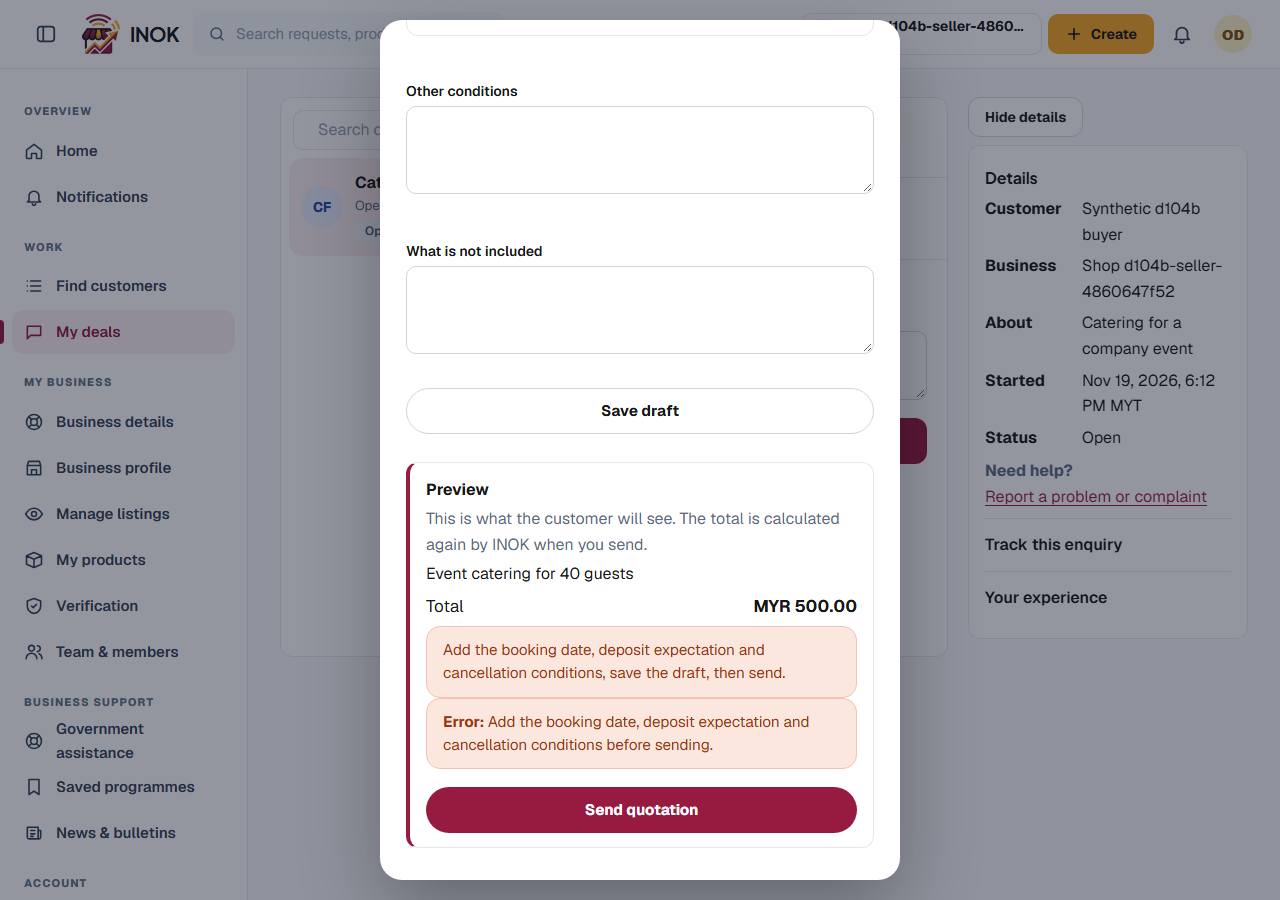 INOK
Search requests, proc
d104b-seller-4860...
Create
OD
OVERVIEW
Home
Notifications
WORK
Find customers
My deals
MY BUSINESS
Business details
Business profile
Manage listings
My products
Verification
Team & members
BUSINESS SUPPORT
Government
assistance
Saved programmes
News & bulletins
ACCOUNT
Search c
CF
Cat
Ope
Op
Other conditions
What is not included
Save draft
Preview
This is what the customer will see. The total is calculated
again by INOK when you send.
Event catering for 40 guests
Total MYR 500.00
Add the booking date, deposit expectation and
cancellation conditions, save the draft, then send.
Error: Add the booking date, deposit expectation and
cancellation conditions before sending.
Send quotation
Hide details
Details
Customer Synthetic d104b
buyer
Business Shop d104b-seller-
4860647f52
About Catering for a
company event
Started Nov 19, 2026, 6:12
PM MYT
Status Open
Need help?
Report a problem or complaint
Track this enquiry
Your experience